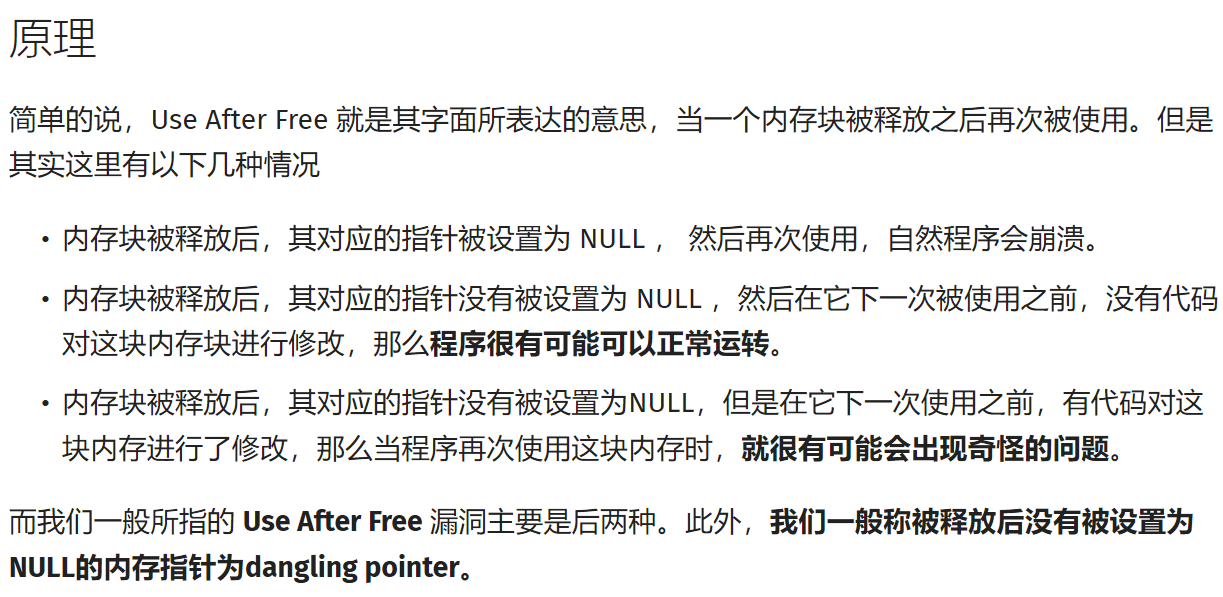 原理
简单的说，Use After Free 就是其字面所表达的意思，当一个内存块被释放之后再次被使用。但是
其实这里有以下几种情况
• 内存块被释放后，其对应的指针被设置为 NULL ， 然后再次使用，自然程序会崩溃。
• 内存块被释放后，其对应的指针没有被设置为 NULL ，然后在它下一次被使用之前，没有代码
对这块内存块进行修改，那么程序很有可能可以正常运转。
• 内存块被释放后，其对应的指针没有被设置为NULL，但是在它下一次使用之前，有代码对这
块内存进行了修改，那么当程序再次使用这块内存时，就很有可能会出现奇怪的问题。
而我们一般所指的 Use After Free 漏洞主要是后两种。此外，我们一般称被释放后没有被设置为
NULL的内存指针为dangling pointer。